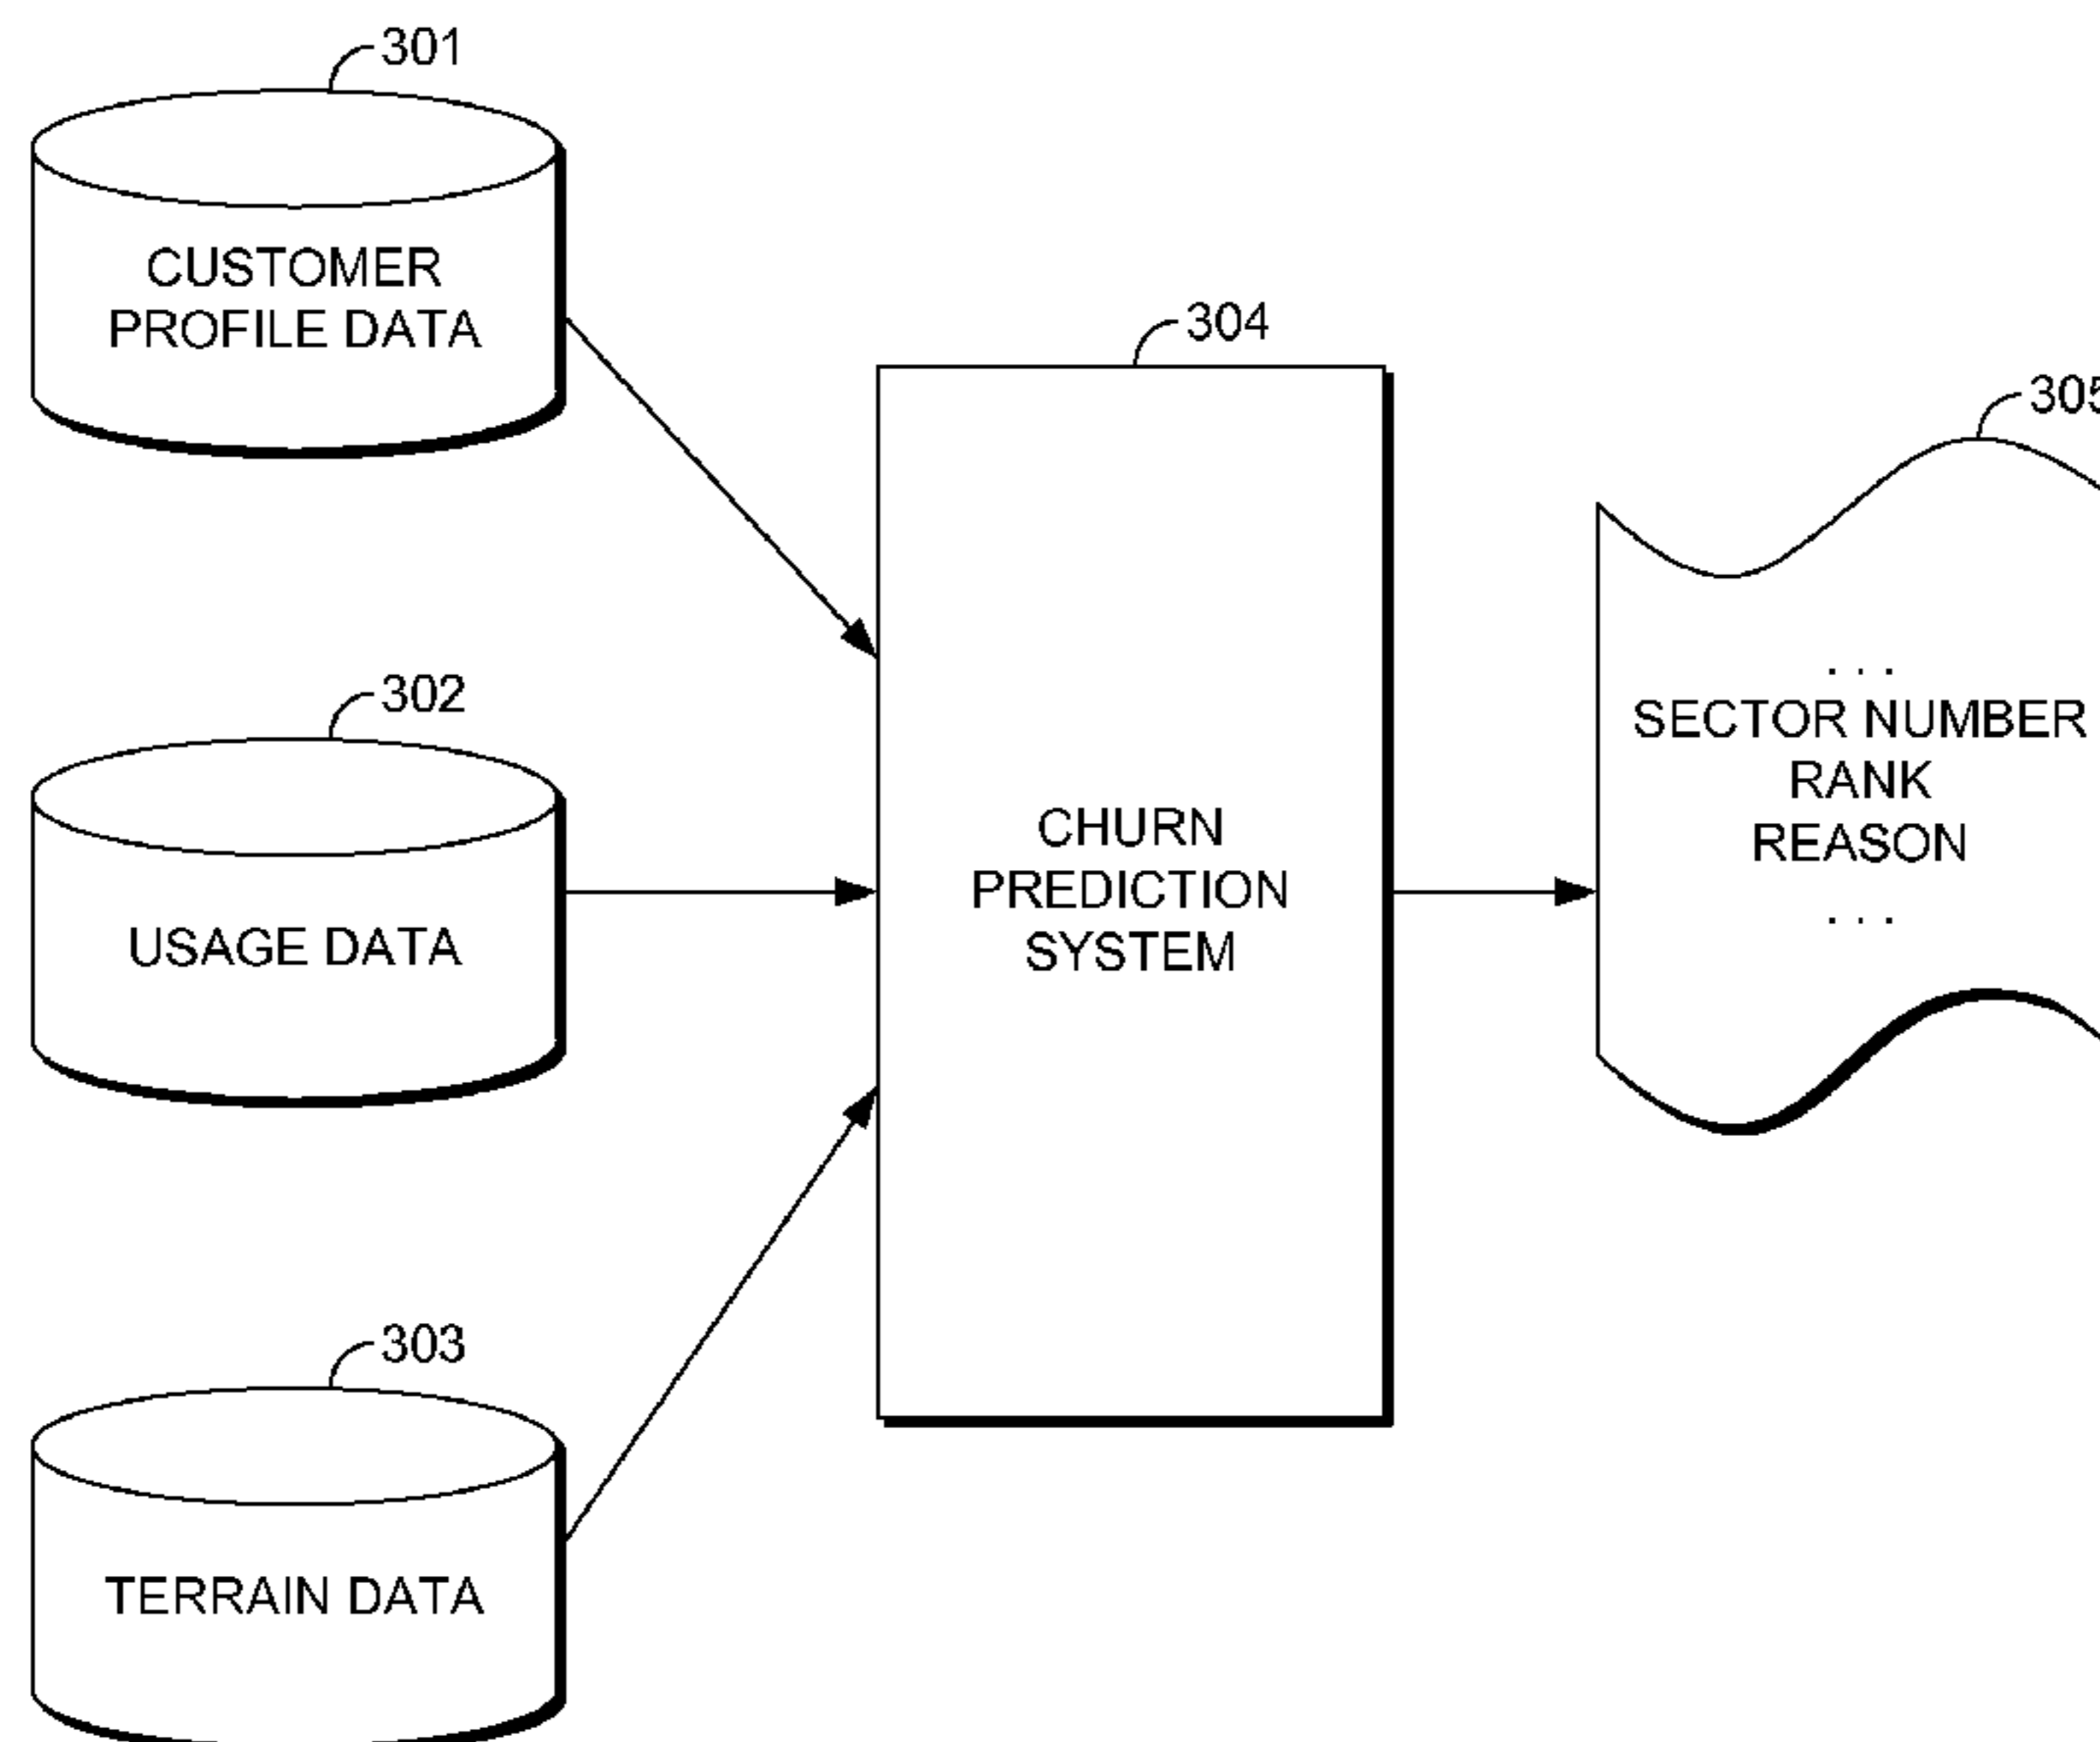 301
CUSTOMER
PROFILE DATA
304
305
302
. . .
SECTOR NUMBER
RANK
REASON
. . .
CHURN
PREDICTION
SYSTEM
USAGE DATA
303
TERRAIN DATA